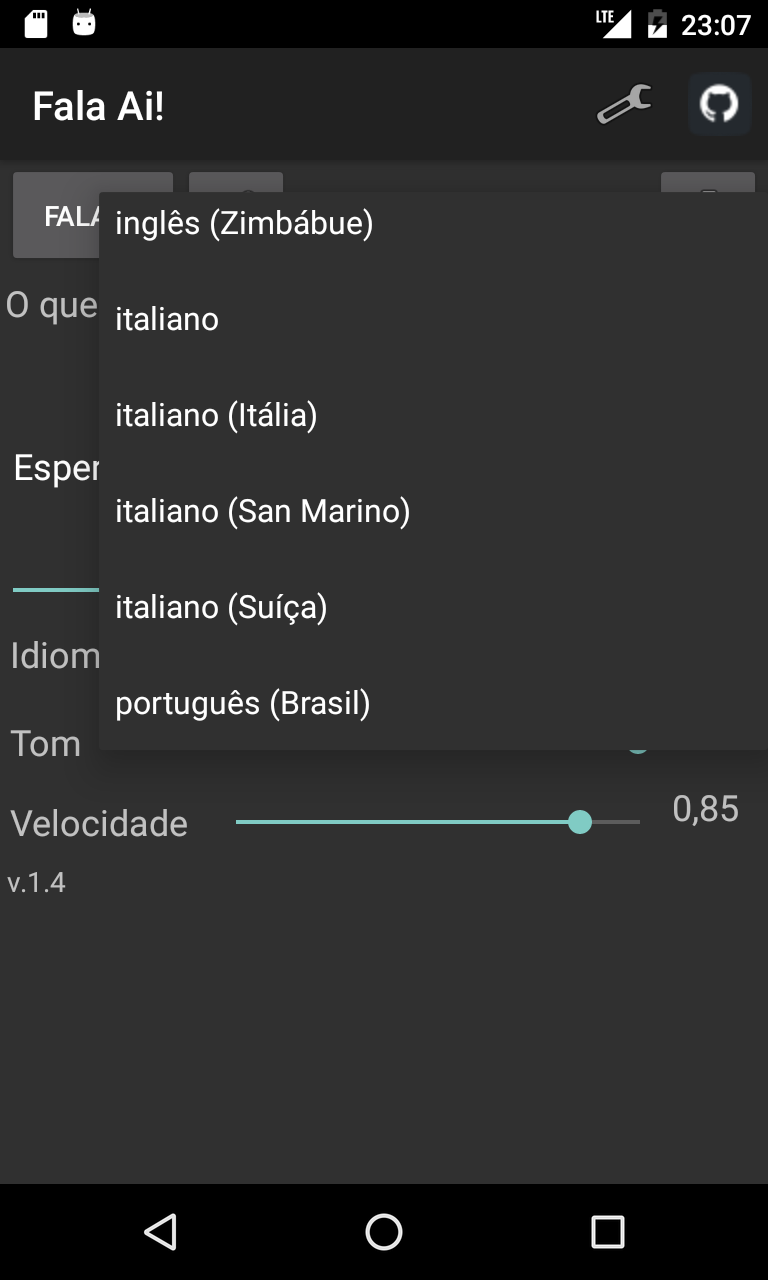 LTE 23:07
Fala Ai!
FALA
inglês (Zimbábue)
O que
italiano
italiano (Itália)
Esper
italiano (San Marino)
italiano (Suíça)
Idiom
português (Brasil)
Tom
Velocidade 0,85
v.1.4